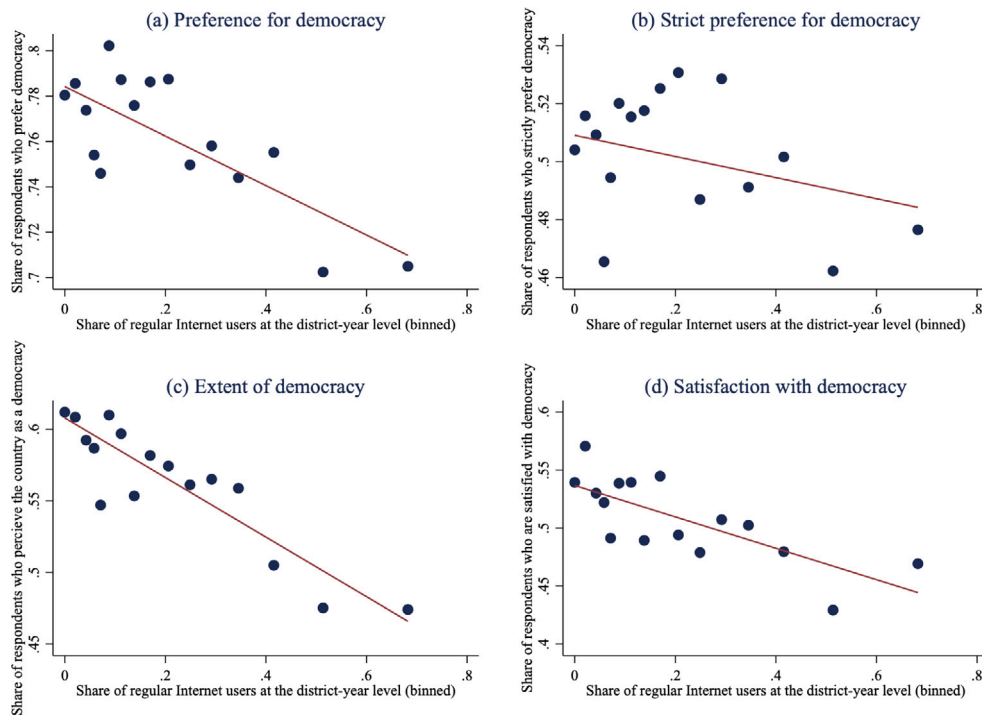 (a) Preference for democracy
Share of respondents who prefer democracy
.8
.78
.76
.74
.72
.7
0 .2 .4 .6 .8
Share of regular Internet users at the district-year level (binned)
(b) Strict preference for democracy
Share of respondents who strictly prefer democracy
.54
.52
.5
.48
.46
0 .2 .4 .6 .8
Share of regular Internet users at the district-year level (binned)
(c) Extent of democracy
Share of respondents who percieve the country as a democracy
.6
.55
.5
.45
0 .2 .4 .6 .8
Share of regular Internet users at the district-year level (binned)
(d) Satisfaction with democracy
Share of respondents who are satisfied with democracy
.6
.55
.5
.45
.4
0 .2 .4 .6 .8
Share of regular Internet users at the district-year level (binned)